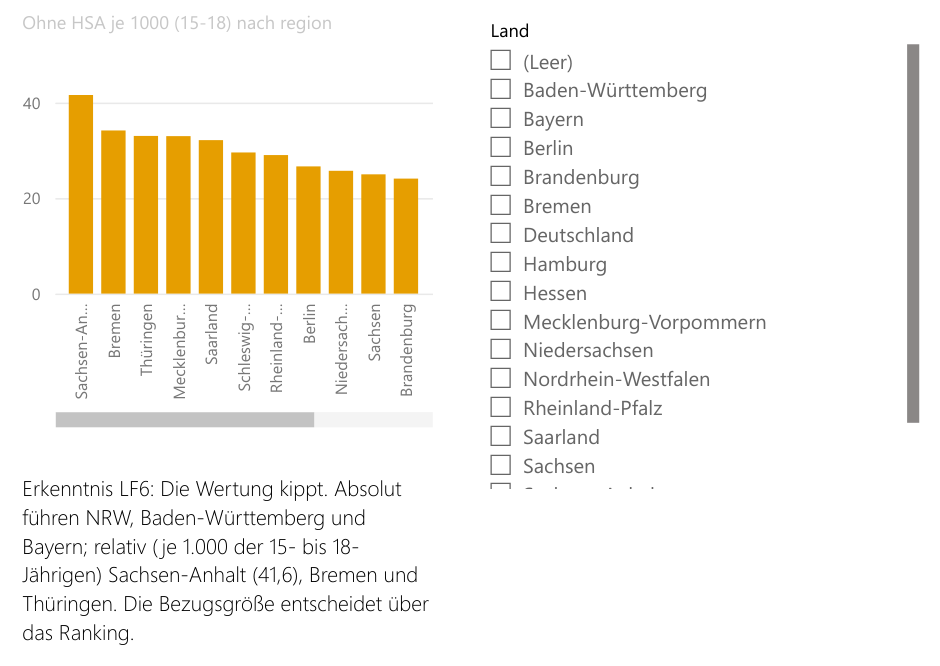 Ohne HSA je 1000 (15-18) nach region
40
20
0
Sachsen-An...
Bremen
Thüringen
Mecklenbur...
Saarland
Schleswig-...
Rheinland-...
Berlin
Niedersach...
Sachsen
Brandenburg
Erkenntnis LF6: Die Wertung kippt. Absolut
führen NRW, Baden-Württemberg und
Bayern; relativ (je 1.000 der 15- bis 18-
Jährigen) Sachsen-Anhalt (41,6), Bremen und
Thüringen. Die Bezugsgröße entscheidet über
das Ranking.
Land
(Leer)
Baden-Württemberg
Bayern
Berlin
Brandenburg
Bremen
Deutschland
Hamburg
Hessen
Mecklenburg-Vorpommern
Niedersachsen
Nordrhein-Westfalen
Rheinland-Pfalz
Saarland
Sachsen